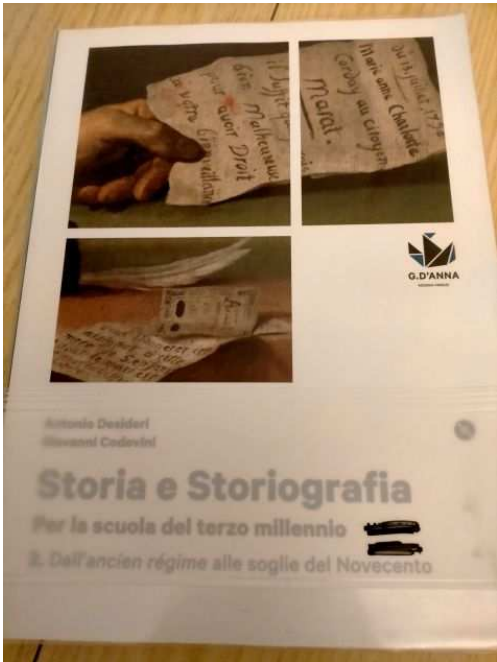 du 13. juillet, 1793
Marie anne Charlotte
Corday au citoyen
Marat.
il suffit que
bien Malheureuse
pour avoir Droit
a votre bienveillance
G.D'ANNA
Antonio Desideri
Giovanni Codovini
Storia e Storiografia
Per la scuola del terzo millennio
2. Dall'ancien régime alle soglie del Novecento